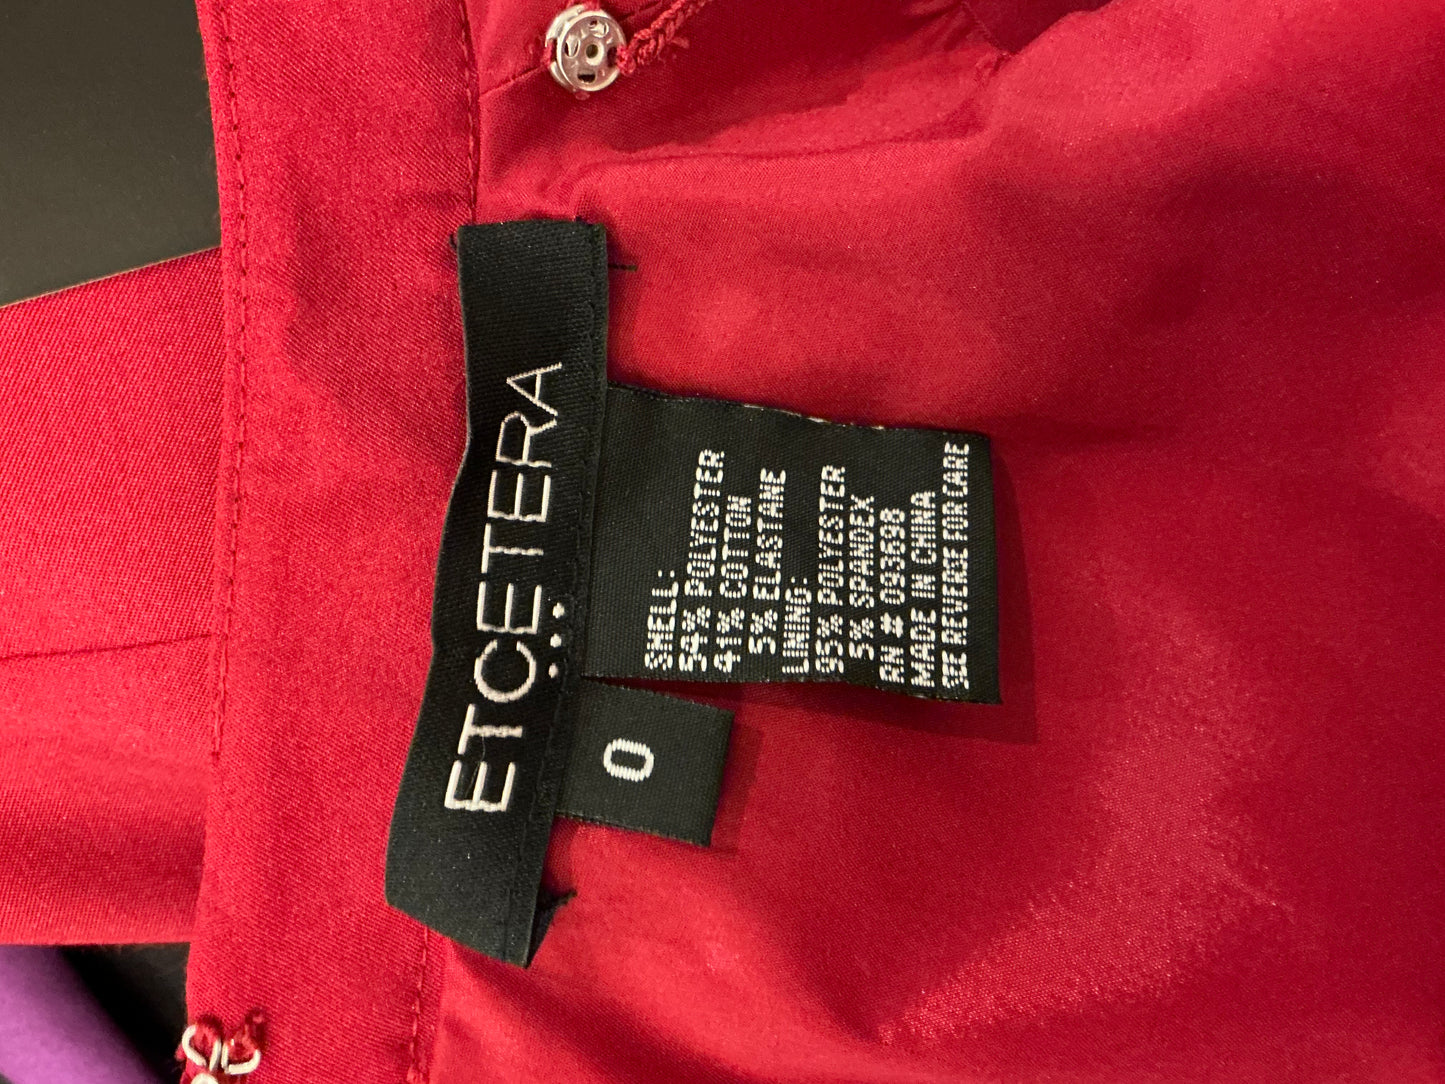 ETCETERA
...
0
SHELL:
54% POLYESTER
41% COTTON
5% ELASTANE
LINING:
95% POLYESTER
5% SPANDEX
RN # 093698
MADE IN CHINA
SEE REVERSE FOR CARE